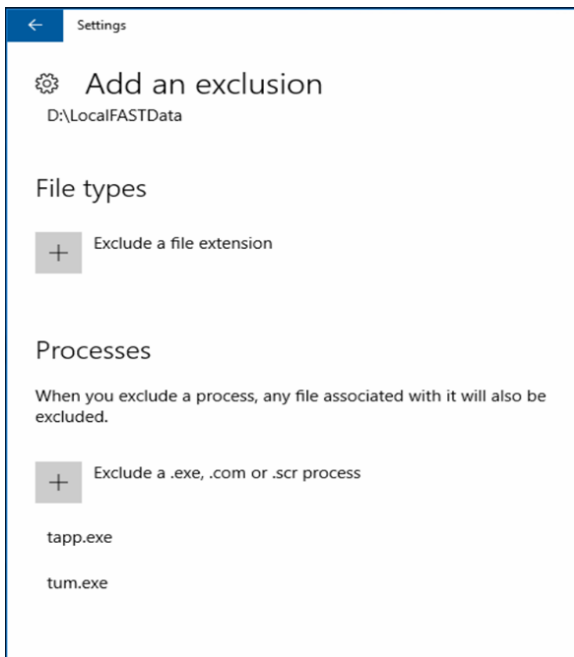 Settings
Add an exclusion
D:\LocalFASTData
File types
Exclude a file extension
Processes
When you exclude a process, any file associated with it will also be
excluded.
Exclude a .exe, .com or .scr process
tapp.exe
tum.exe